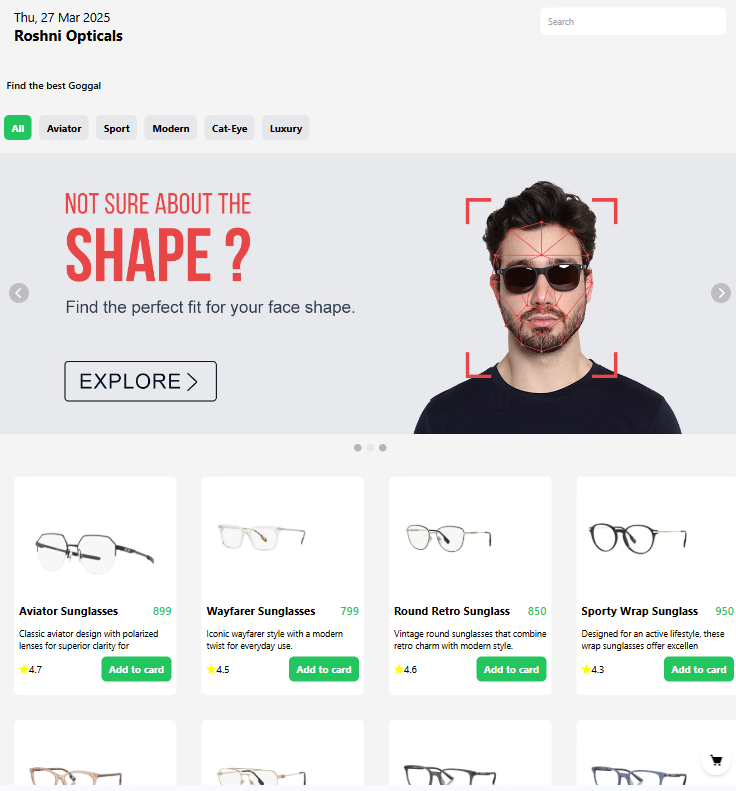 Thu, 27 Mar 2025
Roshni Opticals
Search
Find the best Goggal
All
Aviator
Sport
Modern
Cat-Eye
Luxury
NOT SURE ABOUT THE
SHAPE ?
Find the perfect fit for your face shape.
EXPLORE
Aviator Sunglasses 899
Classic aviator design with polarized
lenses for superior clarity for
4.7 Add to card
Wayfarer Sunglasses 799
Iconic wayfarer style with a modern
twist for everyday use.
4.5 Add to card
Round Retro Sunglass 850
Vintage round sunglasses that combine
retro charm with modern style.
4.6 Add to card
Sporty Wrap Sunglass 950
Designed for an active lifestyle, these
wrap sunglasses offer excellen
4.3 Add to card